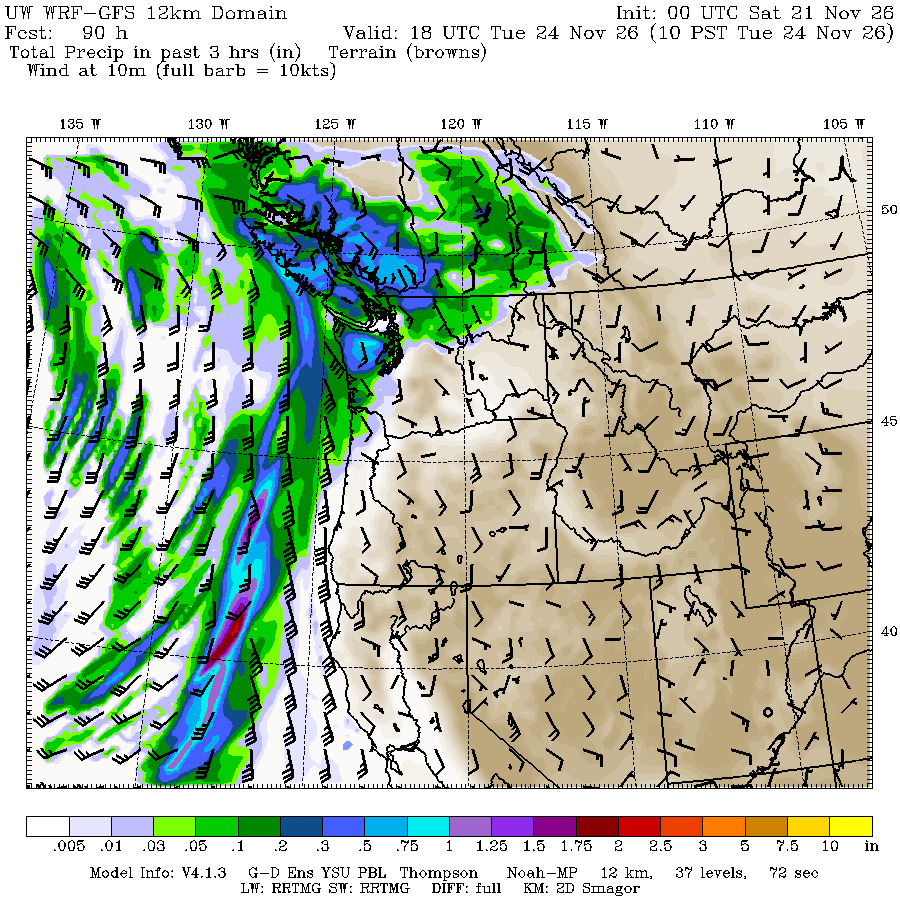 UW WRF-GFS 12km Domain Init: 00 UTC Sat 21 Nov 26
Fcst: 90 h Valid: 18 UTC Tue 24 Nov 26 (10 PST Tue 24 Nov 26)
Total Precip in past 3 hrs (in) Terrain (browns)
Wind at 10m (full barb = 10kts)
135 W 130 W 125 W 120 W 115 W 110 W 105 W
50
45
40
.005 .01 .03 .05 .1 .2 .3 .5 .75 1 1.25 1.5 1.75 2 2.5 3 5 7.5 10 in
Model Info: V4.1.3 G-D Ens YSU PBL Thompson Noah-MP 12 km, 37 levels, 72 sec
LW: RRTMG SW: RRTMG DIFF: full KM: 2D Smagor